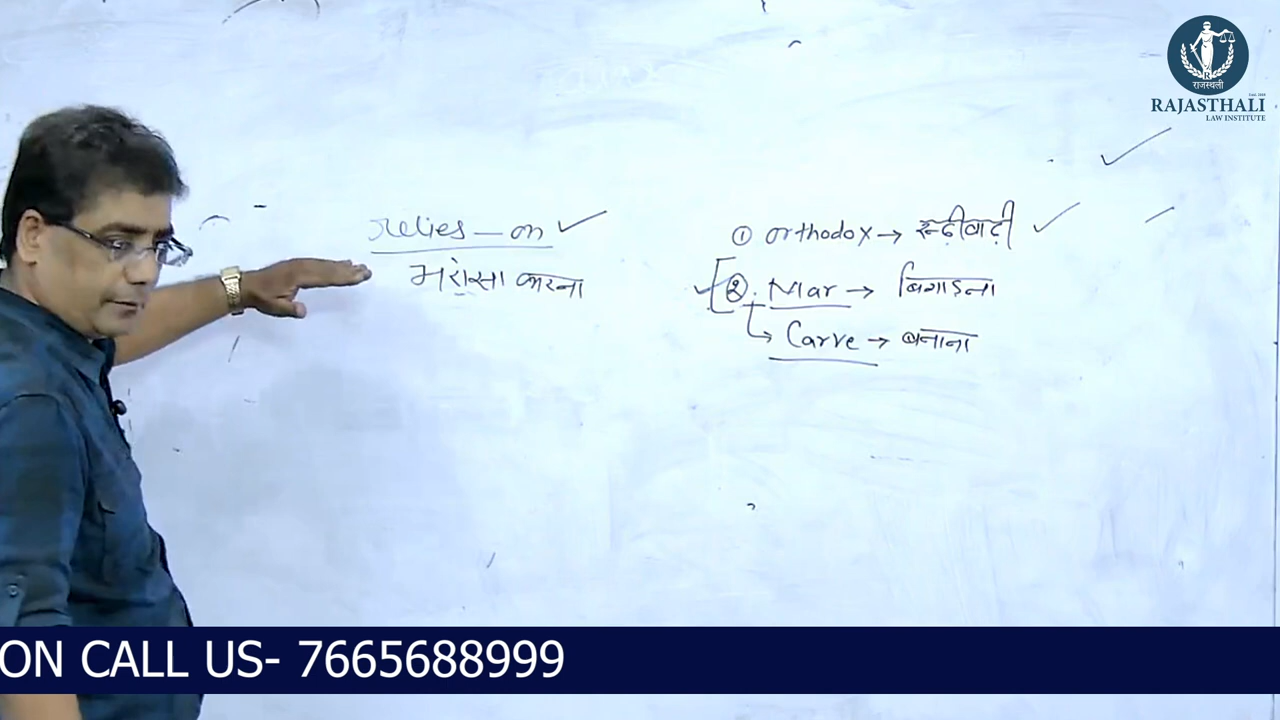 राजस्थली
RAJASTHALI
LAW INSTITUTE
Relies - on
भरोसा करना
① Orthodox → रूढ़ीवादी
②. Mar → बिगाड़ना
↳ Carve → बनाना
ON CALL US- 7665688999